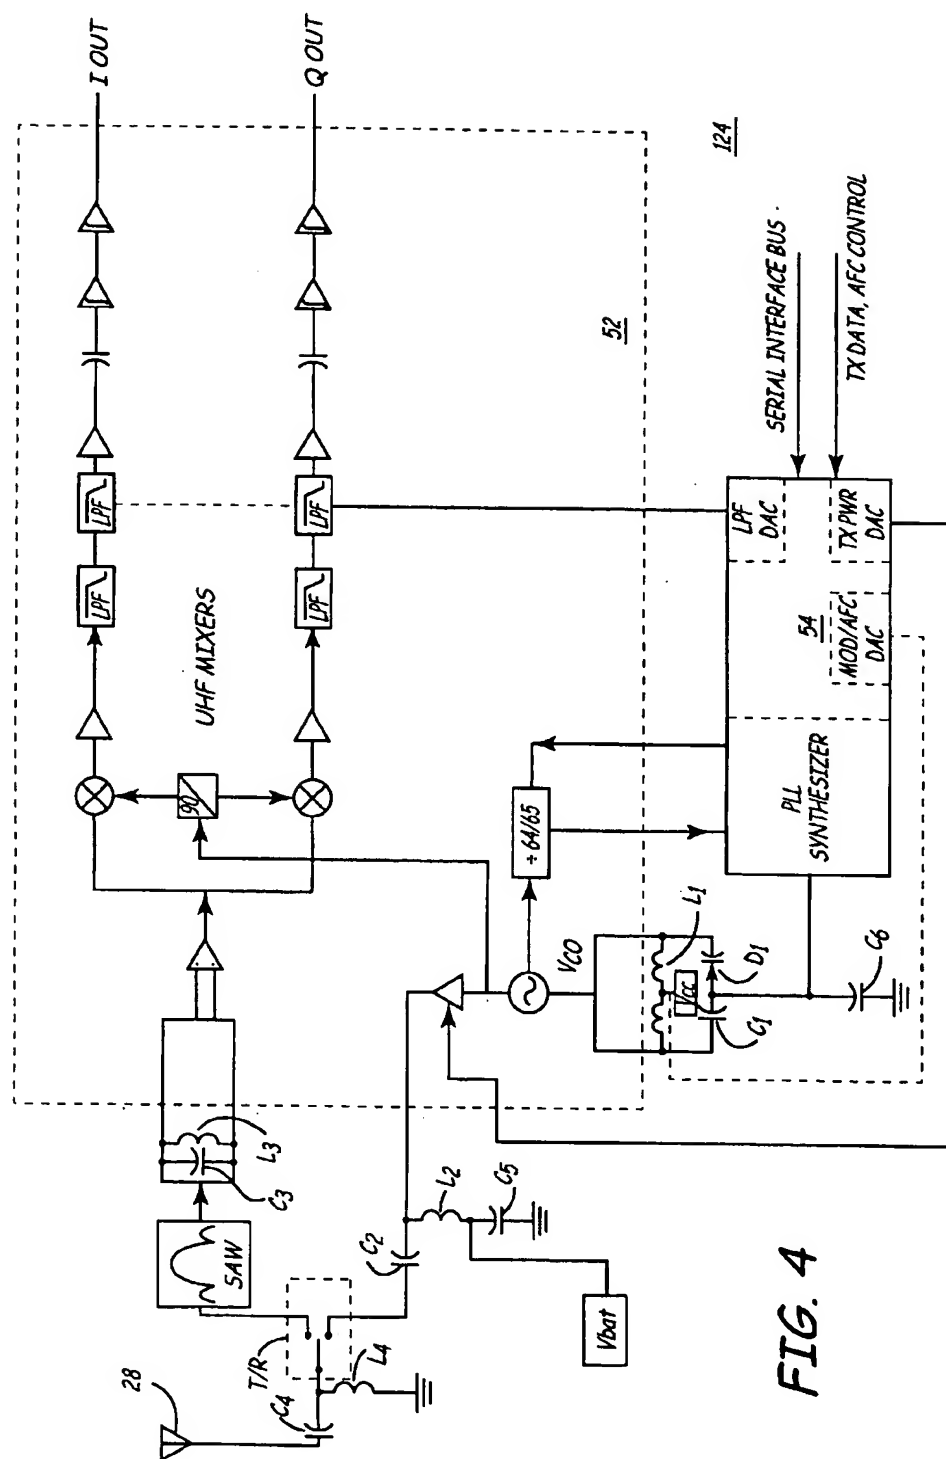 I OUT
Q OUT
124
52
SERIAL INTERFACE BUS
TX DATA, AFC CONTROL
LPF
LPF
LPF
LPF
UHF MIXERS
90
LPF DAC
TX PWR DAC
54
MOD/AFC DAC
PLL SYNTHESIZER
÷ 64/65
VCO
L1
VCC
D1
C1
C6
L3
C3
SAW
T/R
L4
C4
28
C2
L2
C5
Vbat
FIG. 4